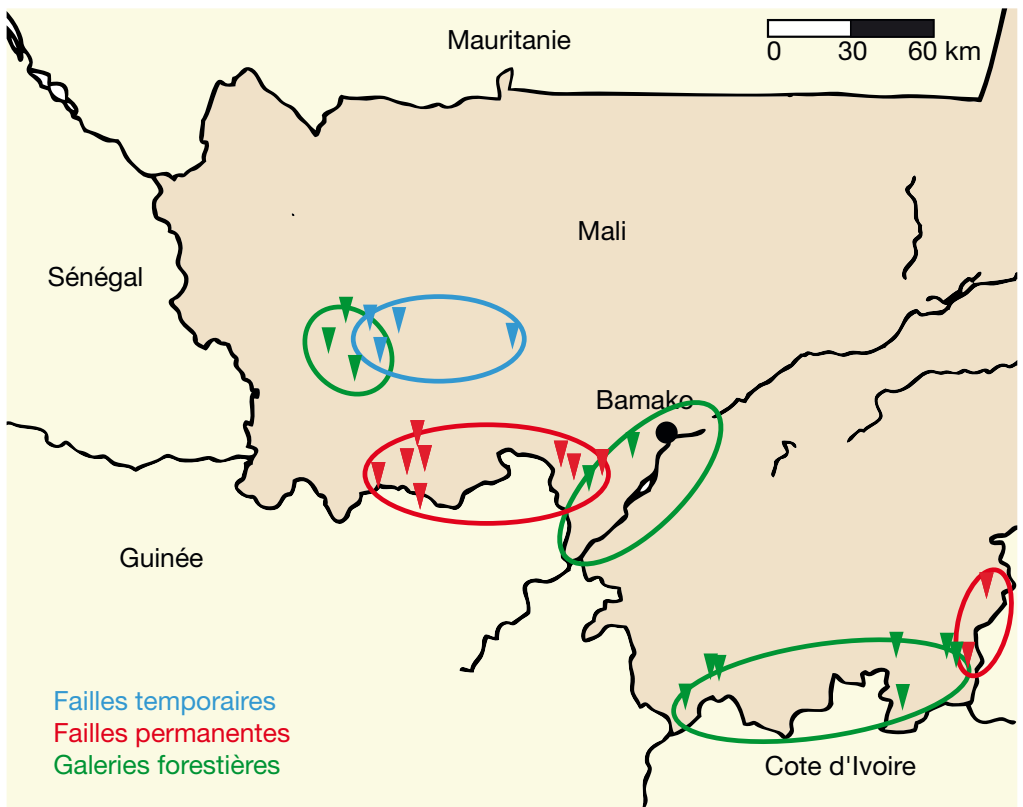 Mauritanie
0 30 60 km
Mali
Sénégal
Bamako
Guinée
Failles temporaires
Failles permanentes
Galeries forestières
Cote d'Ivoire